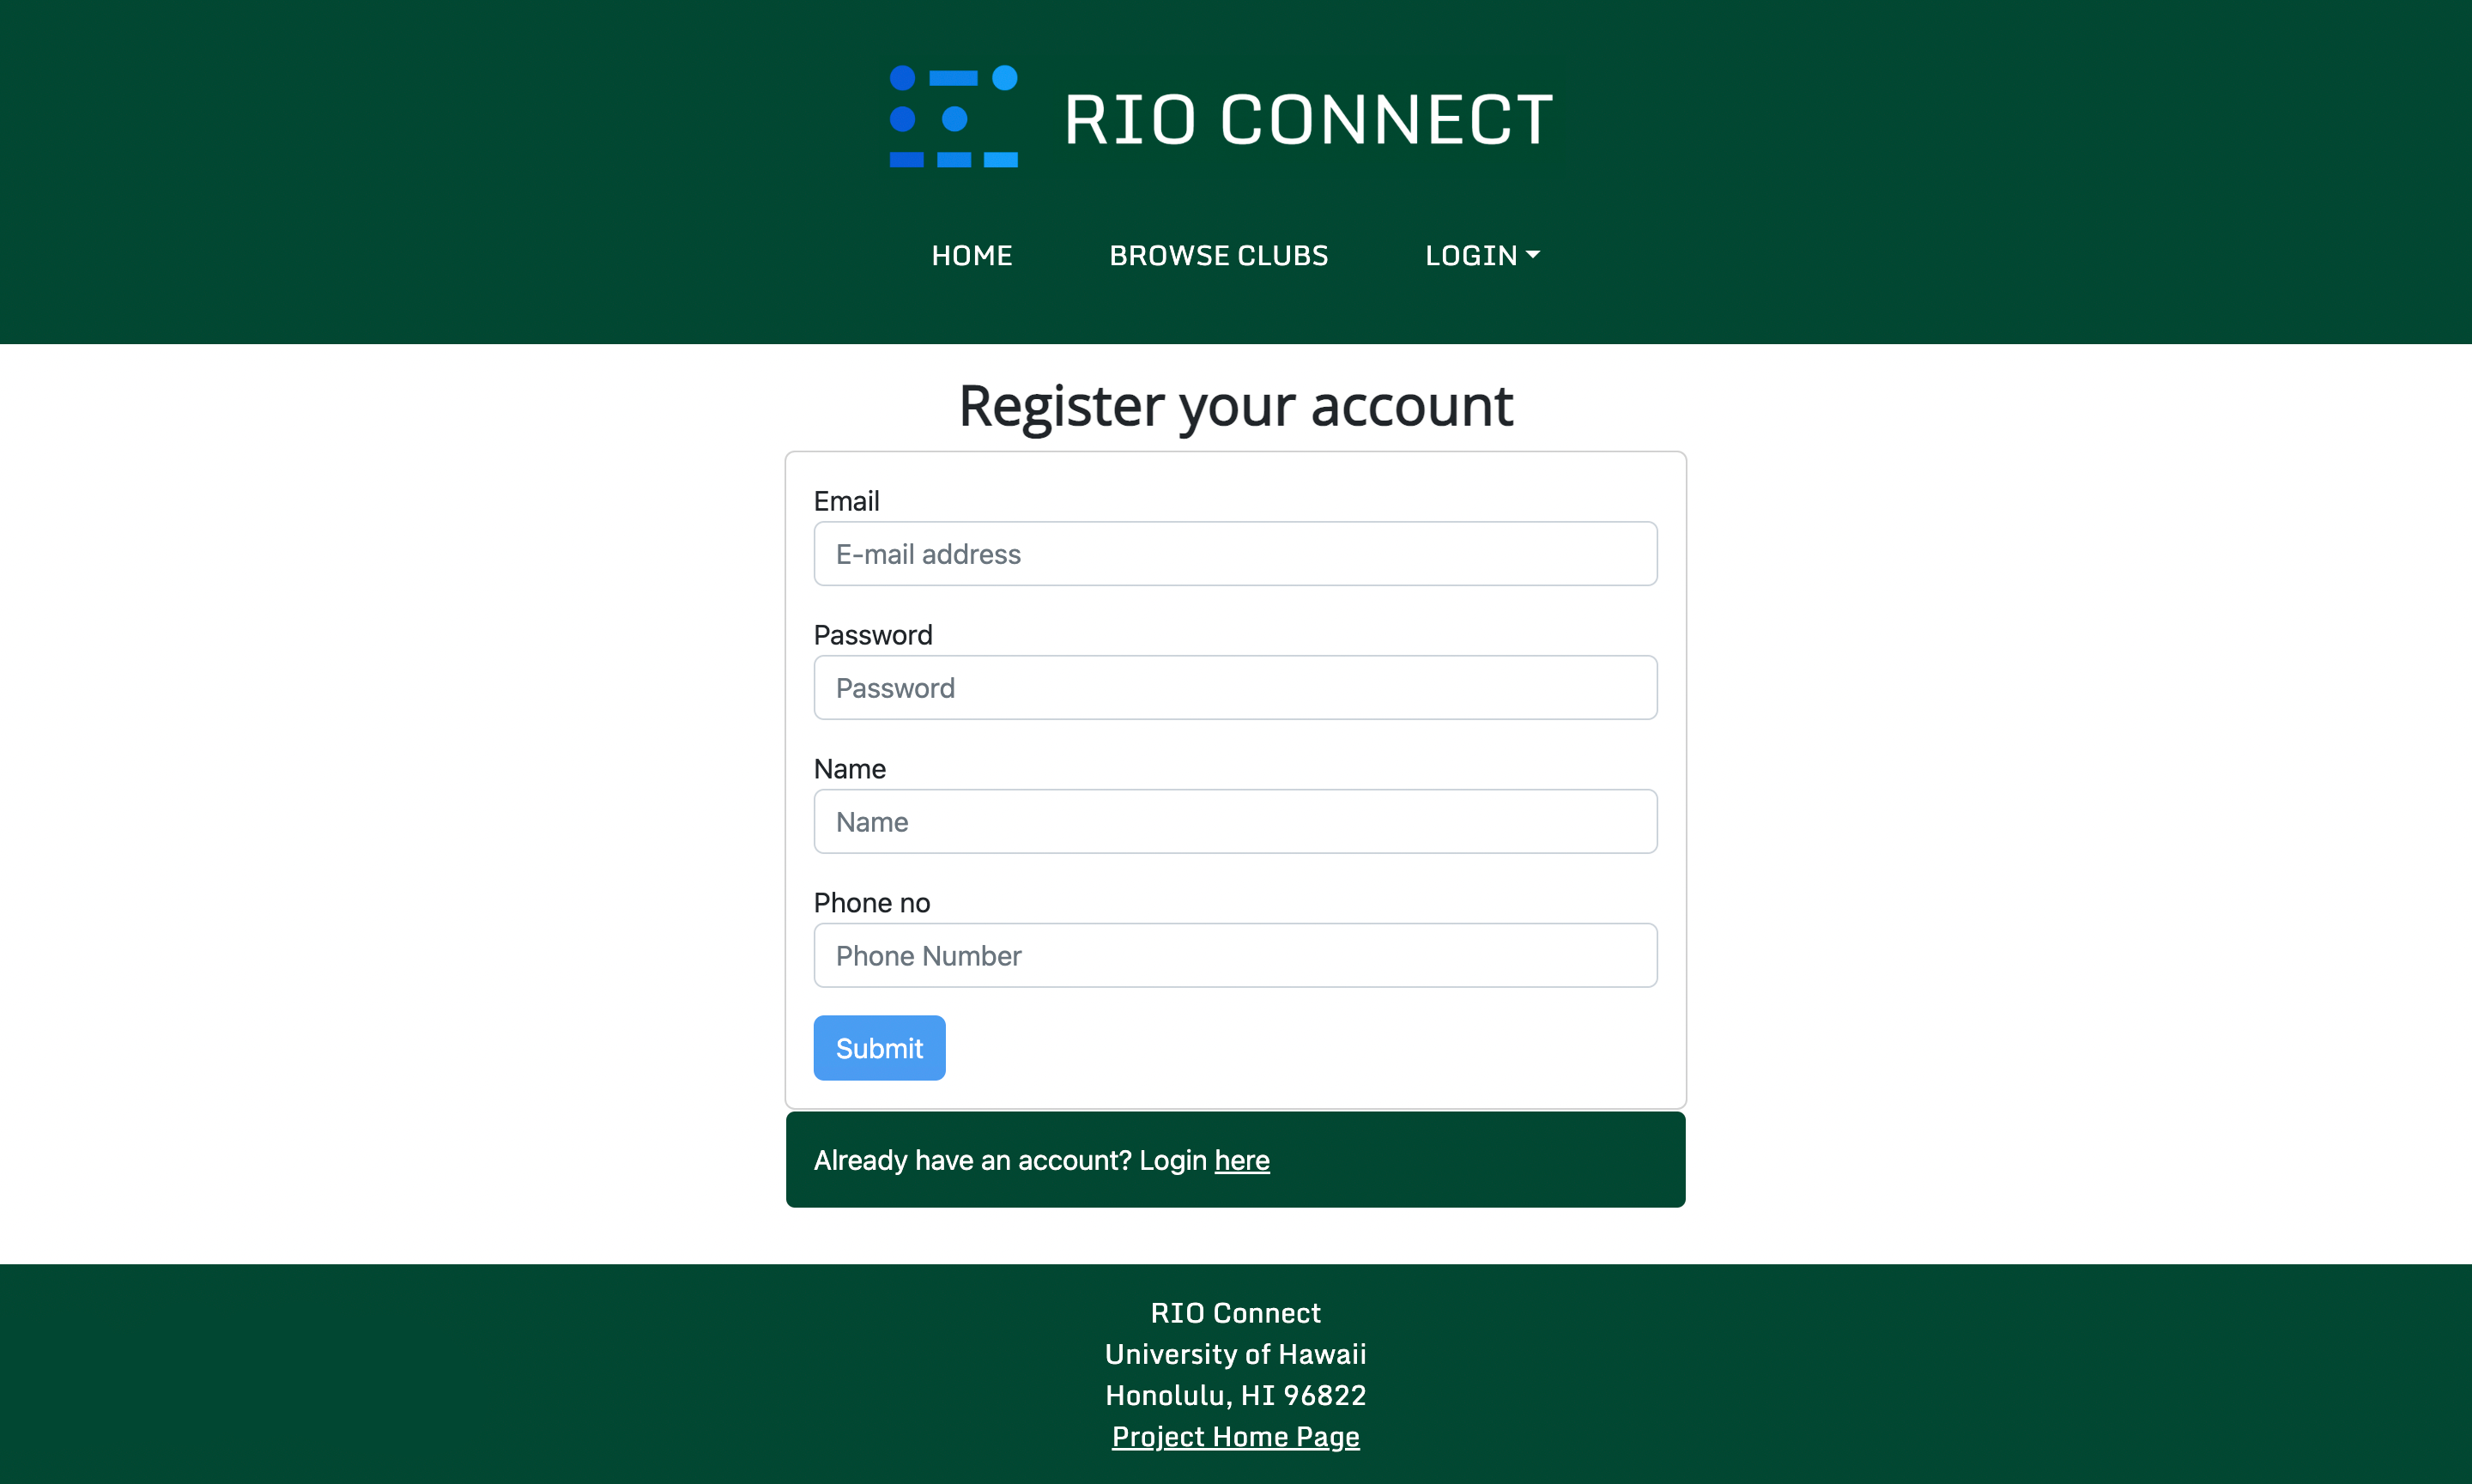 RIO CONNECT
HOME BROWSE CLUBS LOGIN
Register your account
Email
E-mail address
Password
Password
Name
Name
Phone no
Phone Number
Submit
Already have an account? Login here
RIO Connect
University of Hawaii
Honolulu, HI 96822
Project Home Page